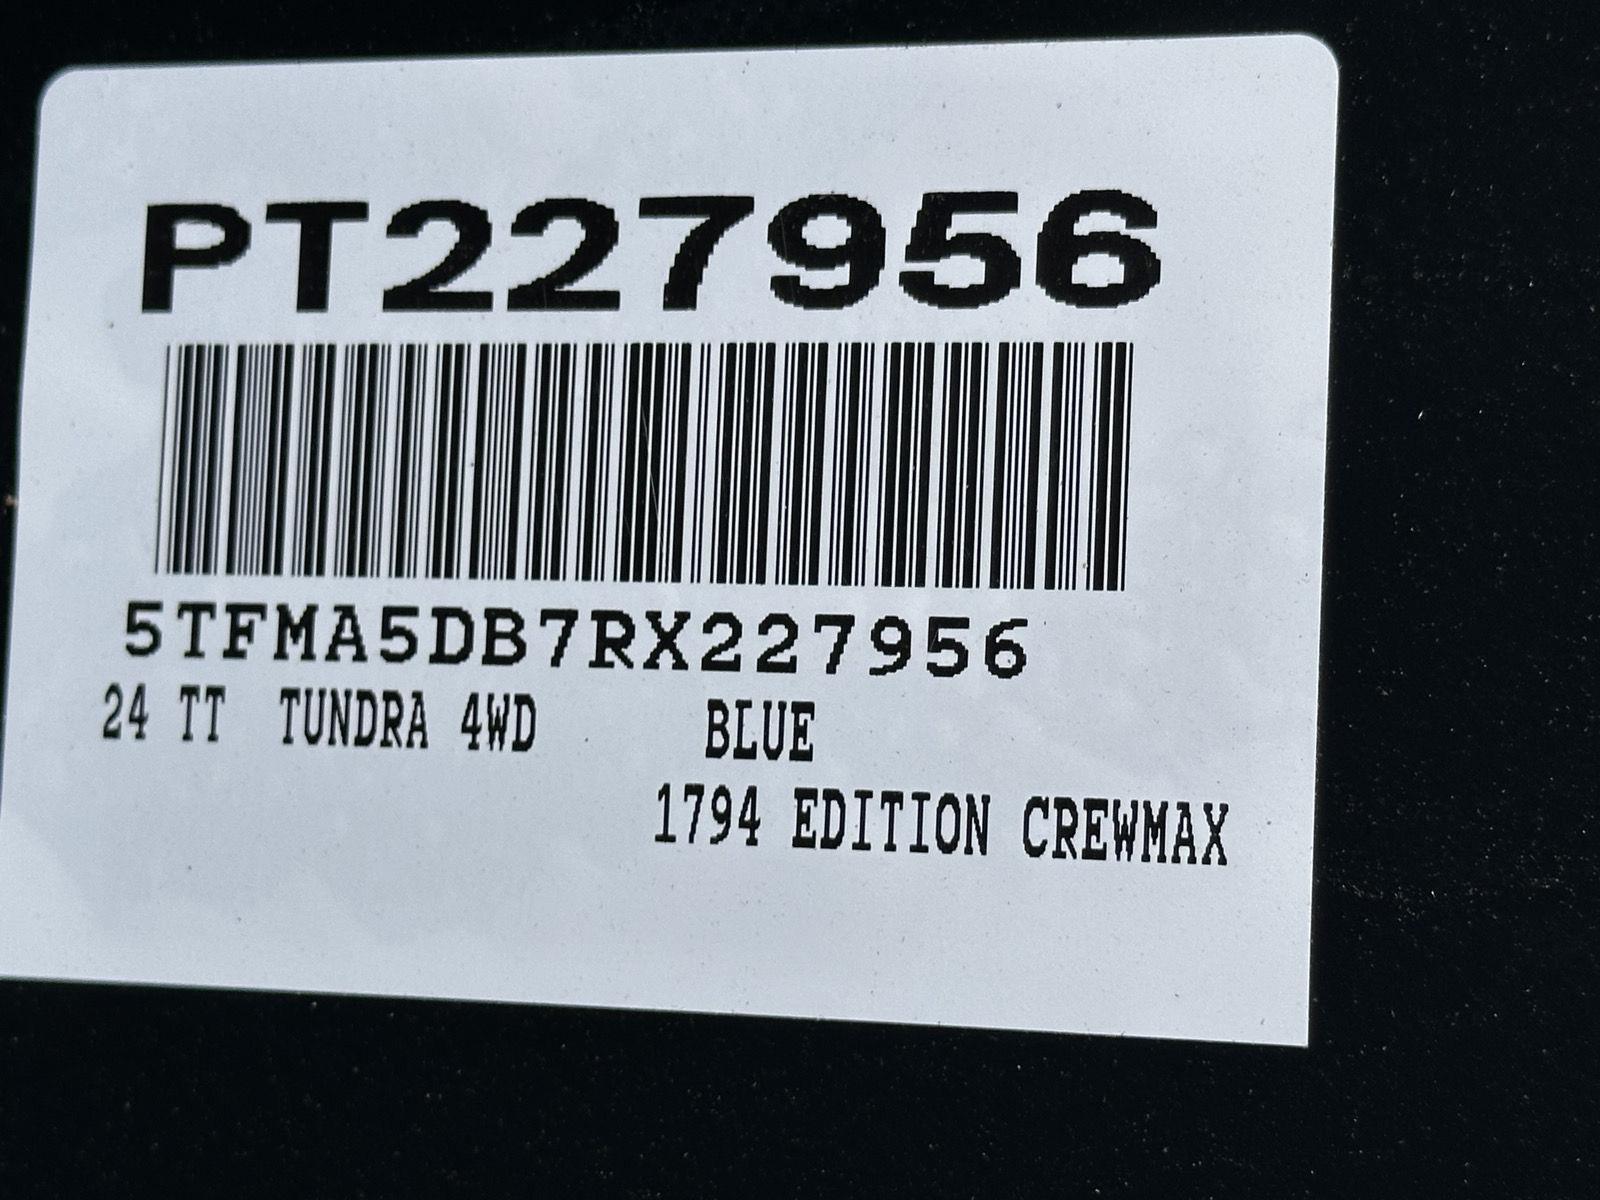 PT227956
5TFMA5DB7RX227956
24 TT TUNDRA 4WD BLUE
1794 EDITION CREWMAX